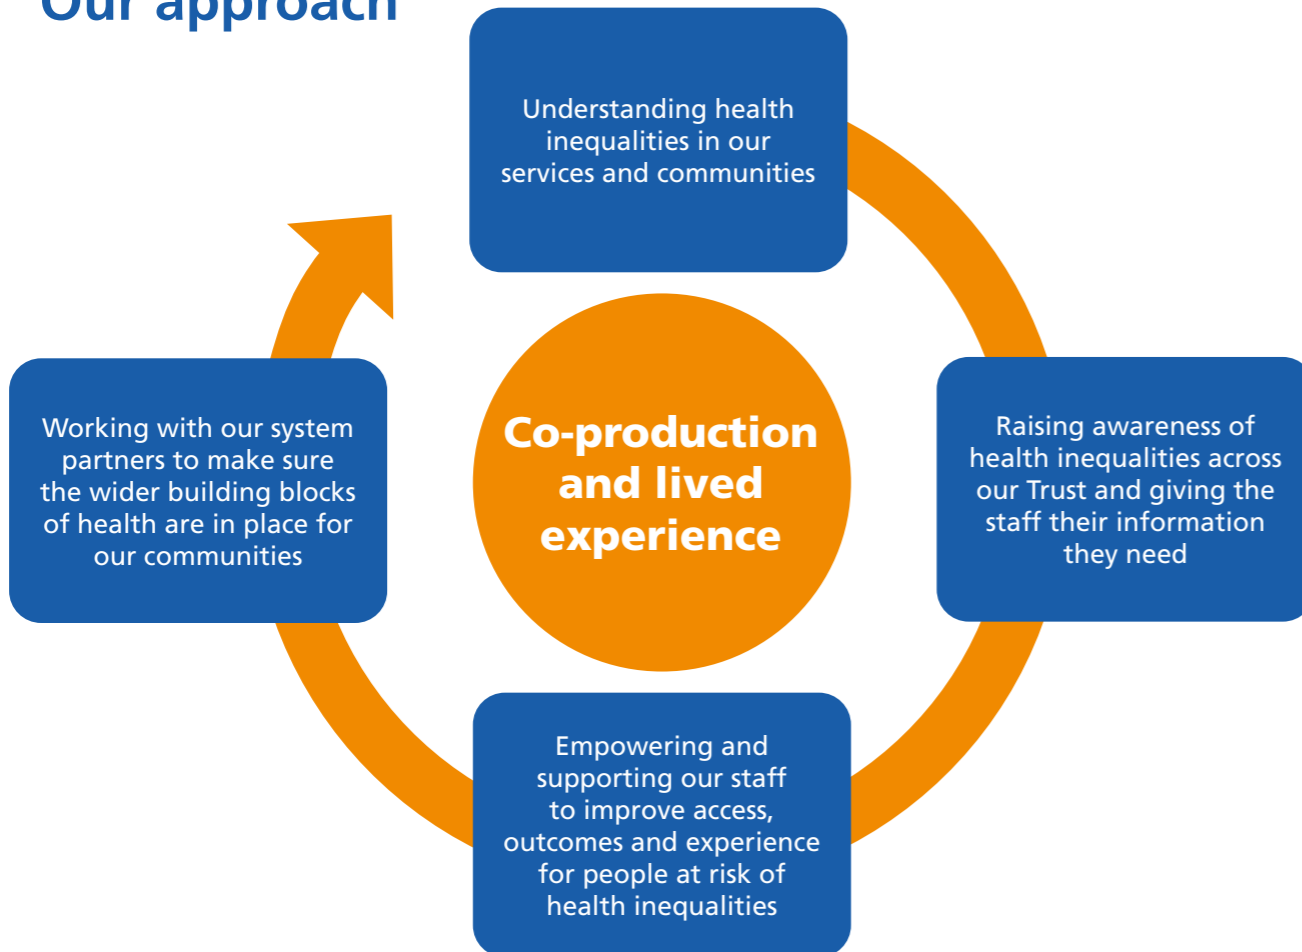 Our approach
Understanding health
inequalities in our
services and communities
Raising awareness of
health inequalities across
our Trust and giving the
staff their information
they need
Empowering and
supporting our staff
to improve access,
outcomes and experience
for people at risk of
health inequalities
Working with our system
partners to make sure
the wider building blocks
of health are in place for
our communities
Co-production
and lived
experience